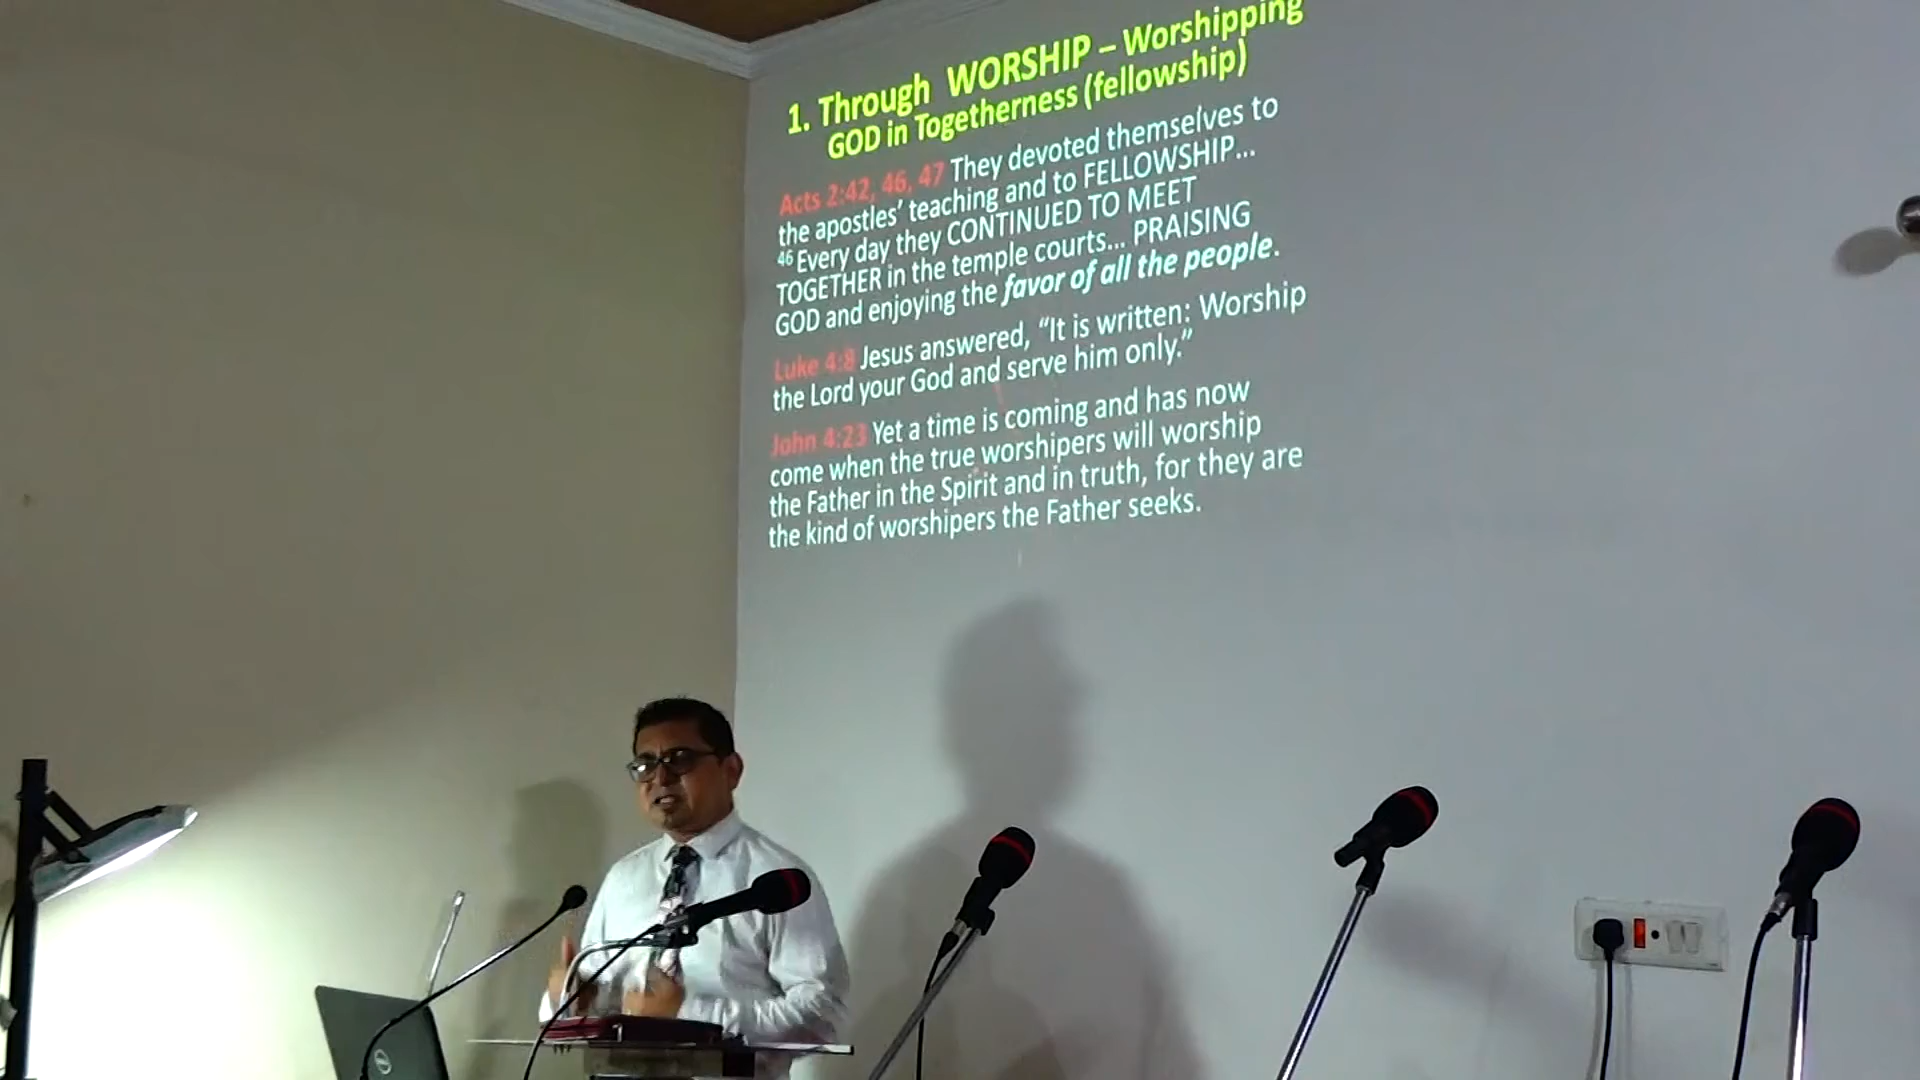 1. Through WORSHIP – Worshipping
GOD in Togetherness (fellowship)
Acts 2:42, 46, 47 They devoted themselves to
the apostles’ teaching and to FELLOWSHIP...
46 Every day they CONTINUED TO MEET
TOGETHER in the temple courts... PRAISING
GOD and enjoying the favor of all the people.
Luke 4:8 Jesus answered, “It is written: Worship
the Lord your God and serve him only.”
John 4:23 Yet a time is coming and has now
come when the true worshipers will worship
the Father in the Spirit and in truth, for they are
the kind of worshipers the Father seeks.
DELL